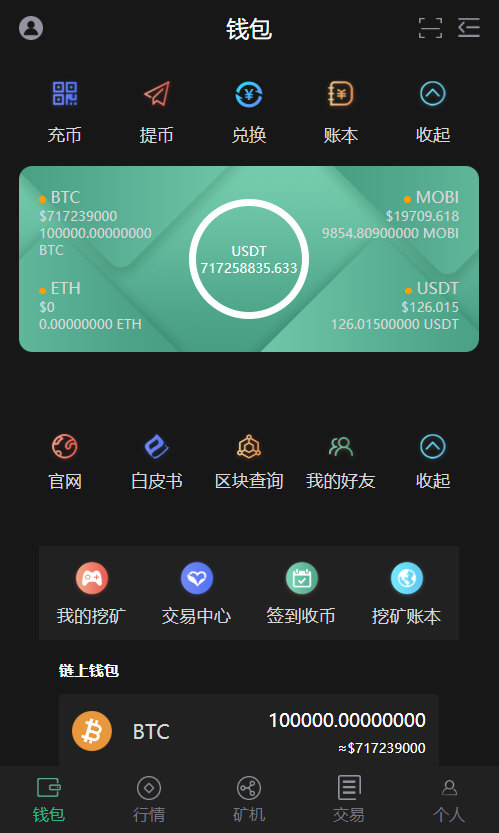 钱包
充币 提币 兑换 账本 收起
BTC
$717239000
100000.00000000
BTC
MOBI
$19709.618
9854.80900000 MOBI
USDT
717258835.633
ETH
$0
0.00000000 ETH
USDT
$126.015
126.01500000 USDT
官网 白皮书 区块查询 我的好友 收起
我的挖矿 交易中心 签到收币 挖矿账本
链上钱包
BTC
100000.00000000
≈$717239000
钱包 行情 矿机 交易 个人